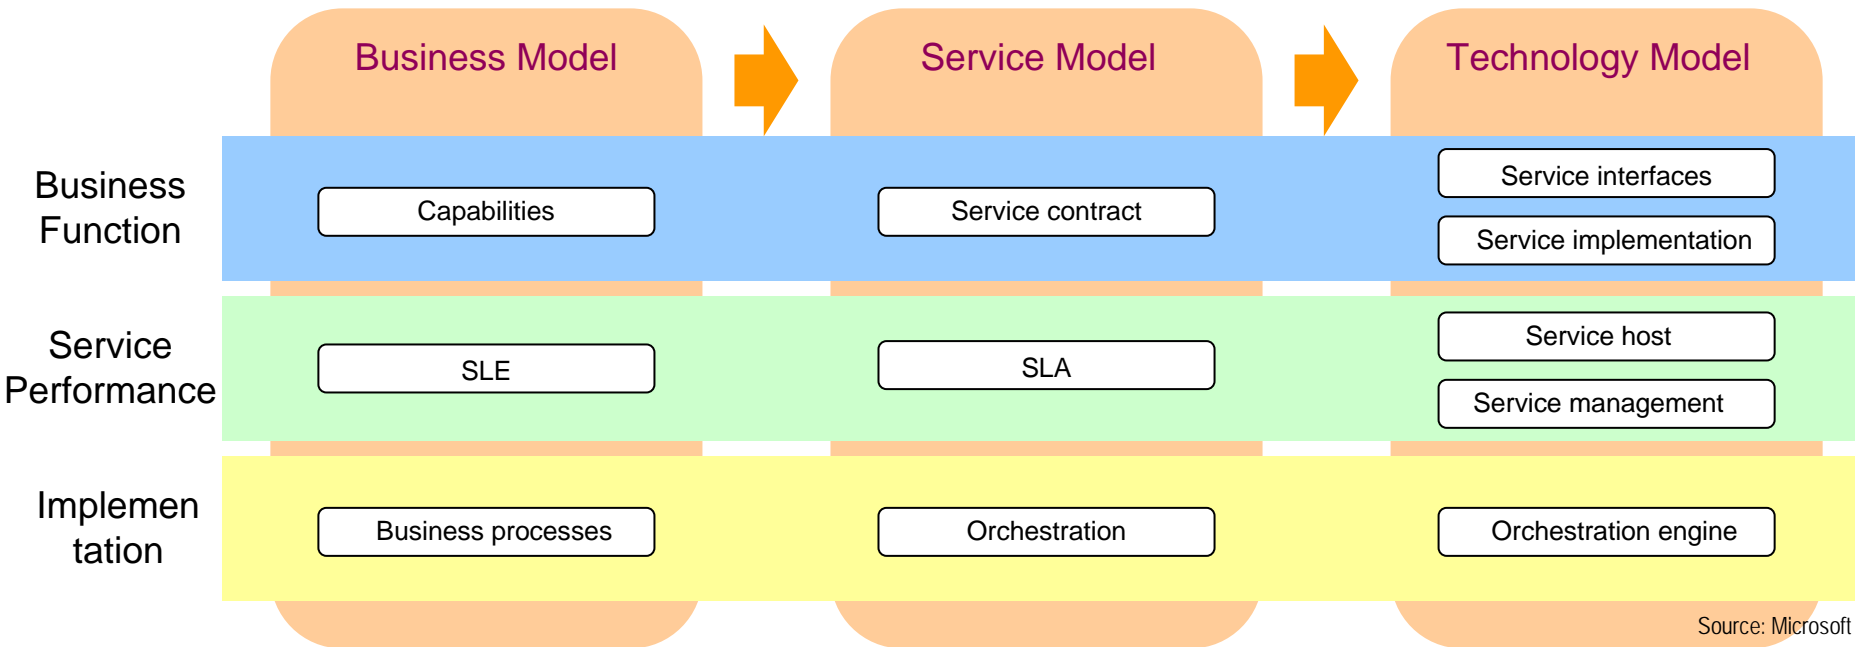 Business Model
Service Model
Technology Model
Business
Function
Capabilities
Service contract
Service interfaces
Service implementation
Service
Performance
SLE
SLA
Service host
Service management
Implemen
tation
Business processes
Orchestration
Orchestration engine
Source: Microsoft